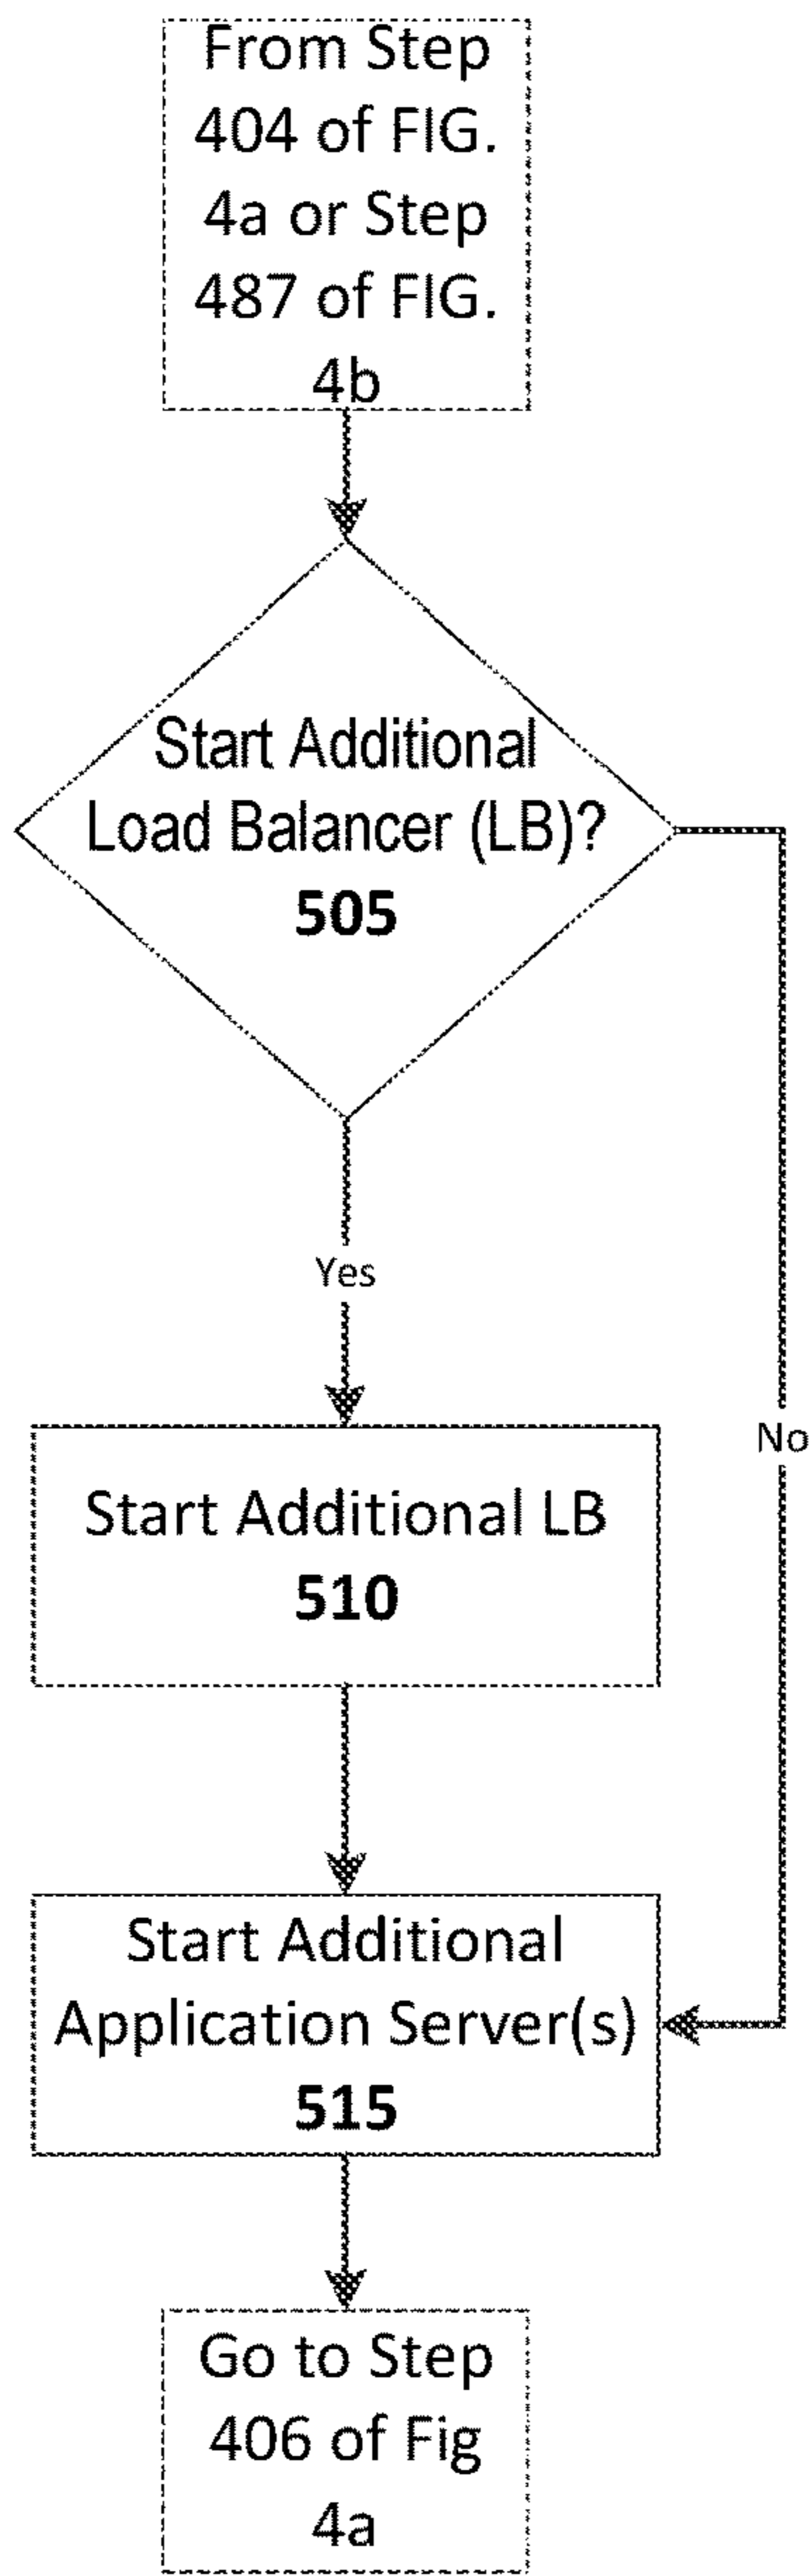 From Step
404 of FIG.
4a or Step
487 of FIG.
4b
Start Additional
Load Balancer (LB)?
505
Yes
No
Start Additional LB
510
Start Additional
Application Server(s)
515
Go to Step
406 of Fig
4a